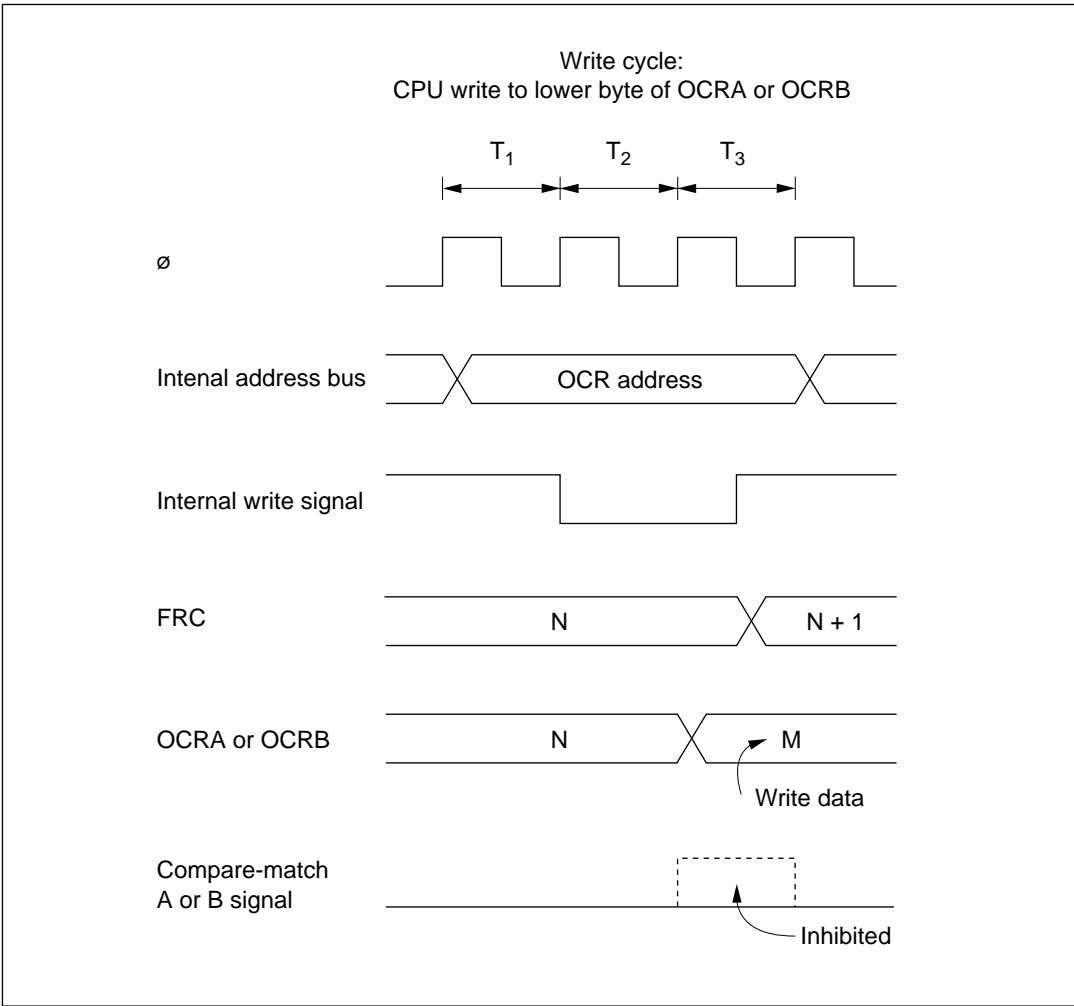 Write cycle:
CPU write to lower byte of OCRA or OCRB
T1 T2 T3
ø
Intenal address bus
OCR address
Internal write signal
FRC
N
N + 1
OCRA or OCRB
N
M
Write data
Compare-match
A or B signal
Inhibited